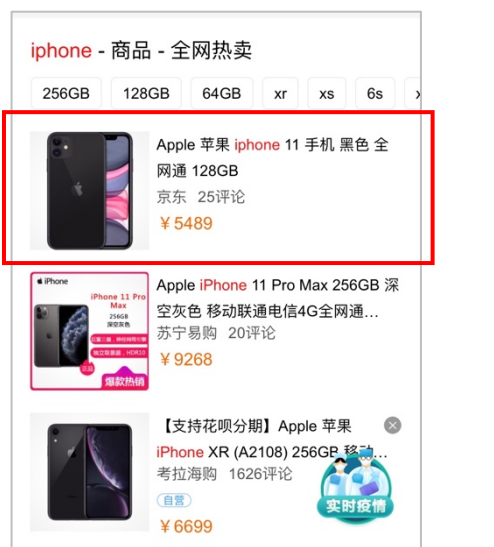 iphone - 商品 - 全网热卖
256GB 128GB 64GB xr xs 6s
Apple 苹果 iphone 11 手机 黑色 全
网通 128GB
京东 25评论
￥5489
iPhone
iPhone 11 Pro
Max
256GB
深空灰色
爆款热销
Apple iPhone 11 Pro Max 256GB 深
空灰色 移动联通电信4G全网通...
苏宁易购 20评论
￥9268
【支持花呗分期】Apple 苹果
iPhone XR (A2108) 256GB 移动...
考拉海购 1626评论
自营
￥6699
实时疫情